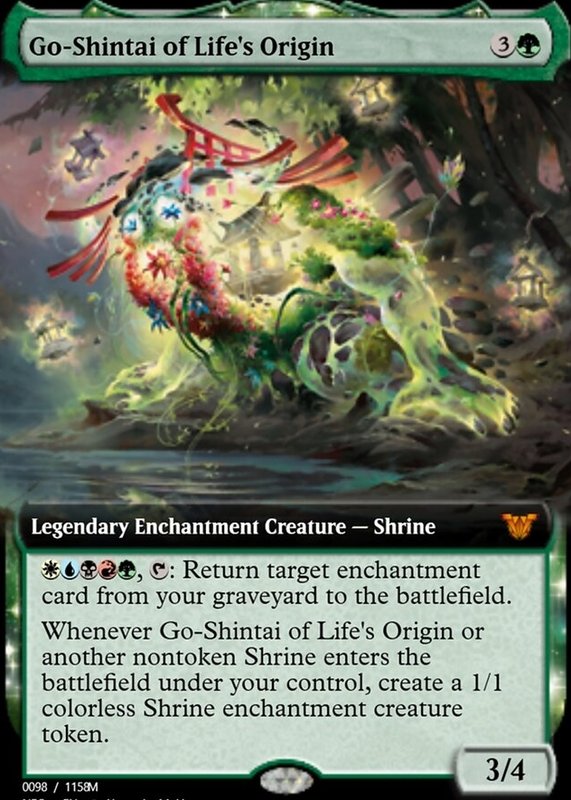 Go-Shintai of Life's Origin 3
Legendary Enchantment Creature — Shrine
, : Return target enchantment
card from your graveyard to the battlefield.
Whenever Go-Shintai of Life's Origin or
another nontoken Shrine enters the
battlefield under your control, create a 1/1
colorless Shrine enchantment creature
token.
3/4
0098 / 1158M